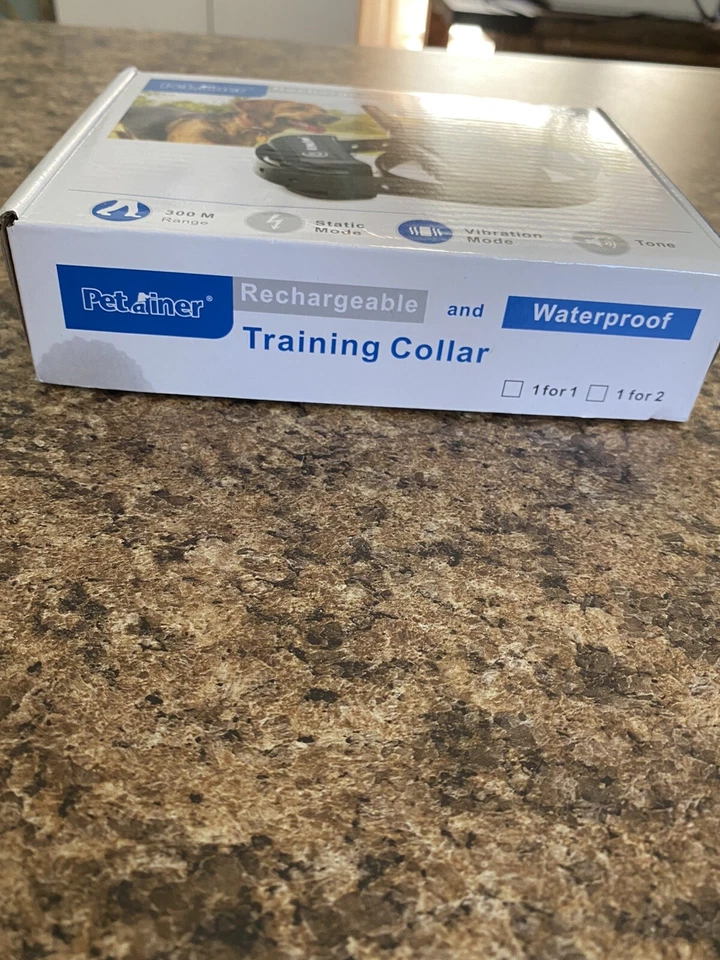 300 M
Range
Static
Mode
Vibration
Mode
Tone
Petrainer®
Rechargeable and Waterproof
Training Collar
1 for 1 1 for 2